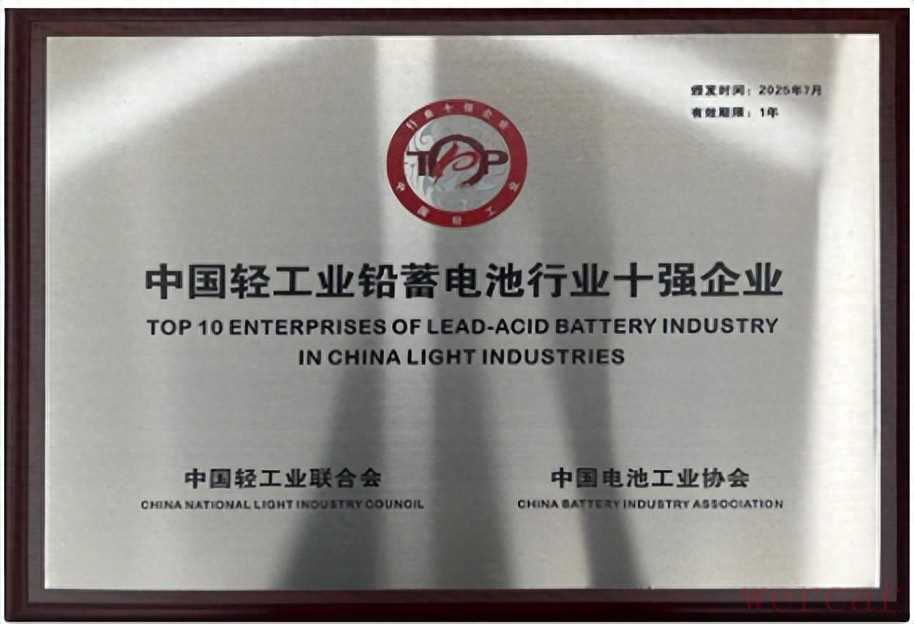 颁发时间：2025年7月
有效期限：1年
行业十强企业
TOP
中国轻工业
中国轻工业铅蓄电池行业十强企业
TOP 10 ENTERPRISES OF LEAD-ACID BATTERY INDUSTRY
IN CHINA LIGHT INDUSTRIES
中国轻工业联合会
中国电池工业协会
CHINA NATIONAL LIGHT INDUSTRY COUNCIL
CHINA BATTERY INDUSTRY ASSOCIATION